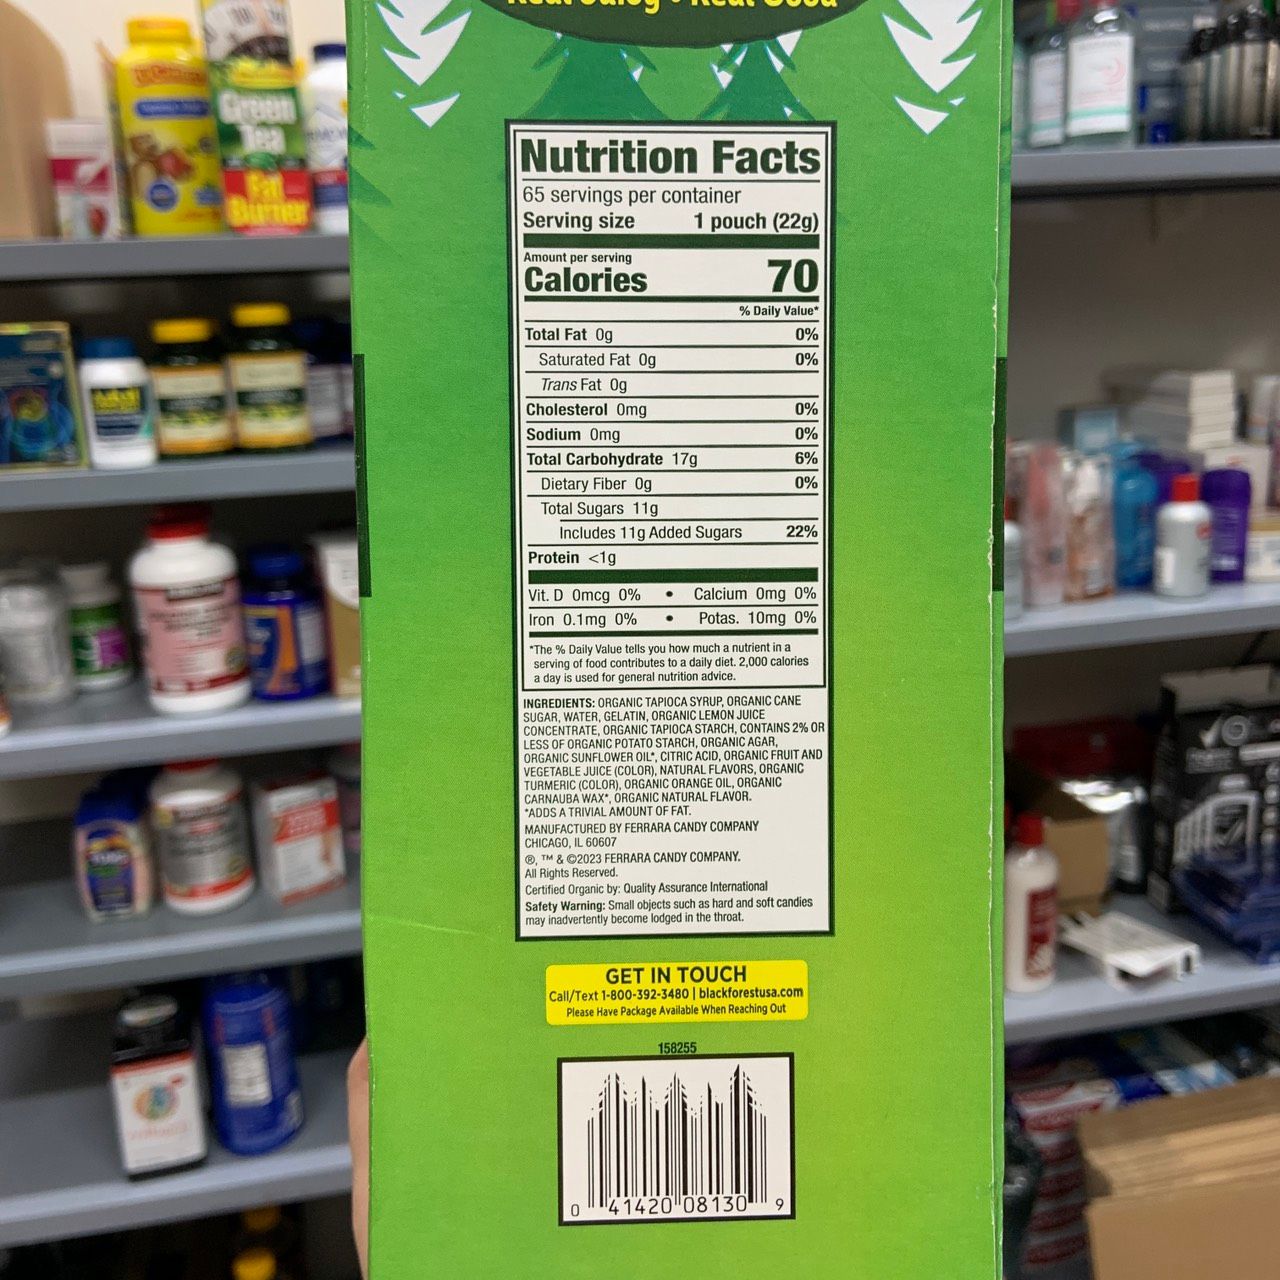 Real Juicy • Real Good
Nutrition Facts
65 servings per container
Serving size 1 pouch (22g)
Amount per serving
Calories 70
% Daily Value*
Total Fat 0g 0%
Saturated Fat 0g 0%
Trans Fat 0g
Cholesterol 0mg 0%
Sodium 0mg 0%
Total Carbohydrate 17g 6%
Dietary Fiber 0g 0%
Total Sugars 11g
Includes 11g Added Sugars 22%
Protein <1g
Vit. D 0mcg 0% • Calcium 0mg 0%
Iron 0.1mg 0% • Potas. 10mg 0%
*The % Daily Value tells you how much a nutrient in a
serving of food contributes to a daily diet. 2,000 calories
a day is used for general nutrition advice.
INGREDIENTS: ORGANIC TAPIOCA SYRUP, ORGANIC CANE
SUGAR, WATER, GELATIN, ORGANIC LEMON JUICE
CONCENTRATE, ORGANIC TAPIOCA STARCH, CONTAINS 2% OR
LESS OF ORGANIC POTATO STARCH, ORGANIC AGAR,
ORGANIC SUNFLOWER OIL*, CITRIC ACID, ORGANIC FRUIT AND
VEGETABLE JUICE (COLOR), NATURAL FLAVORS, ORGANIC
TURMERIC (COLOR), ORGANIC ORANGE OIL, ORGANIC
CARNAUBA WAX*, ORGANIC NATURAL FLAVOR.
*ADDS A TRIVIAL AMOUNT OF FAT.
MANUFACTURED BY FERRARA CANDY COMPANY
CHICAGO, IL 60607
®, ™ & ©2023 FERRARA CANDY COMPANY.
All Rights Reserved.
Certified Organic by: Quality Assurance International
Safety Warning: Small objects such as hard and soft candies
may inadvertently become lodged in the throat.
GET IN TOUCH
Call/Text 1-800-392-3480 | blackforestusa.com
Please Have Package Available When Reaching Out
158255
0 41420 08130 9
Green
Tea
Fat
Burner